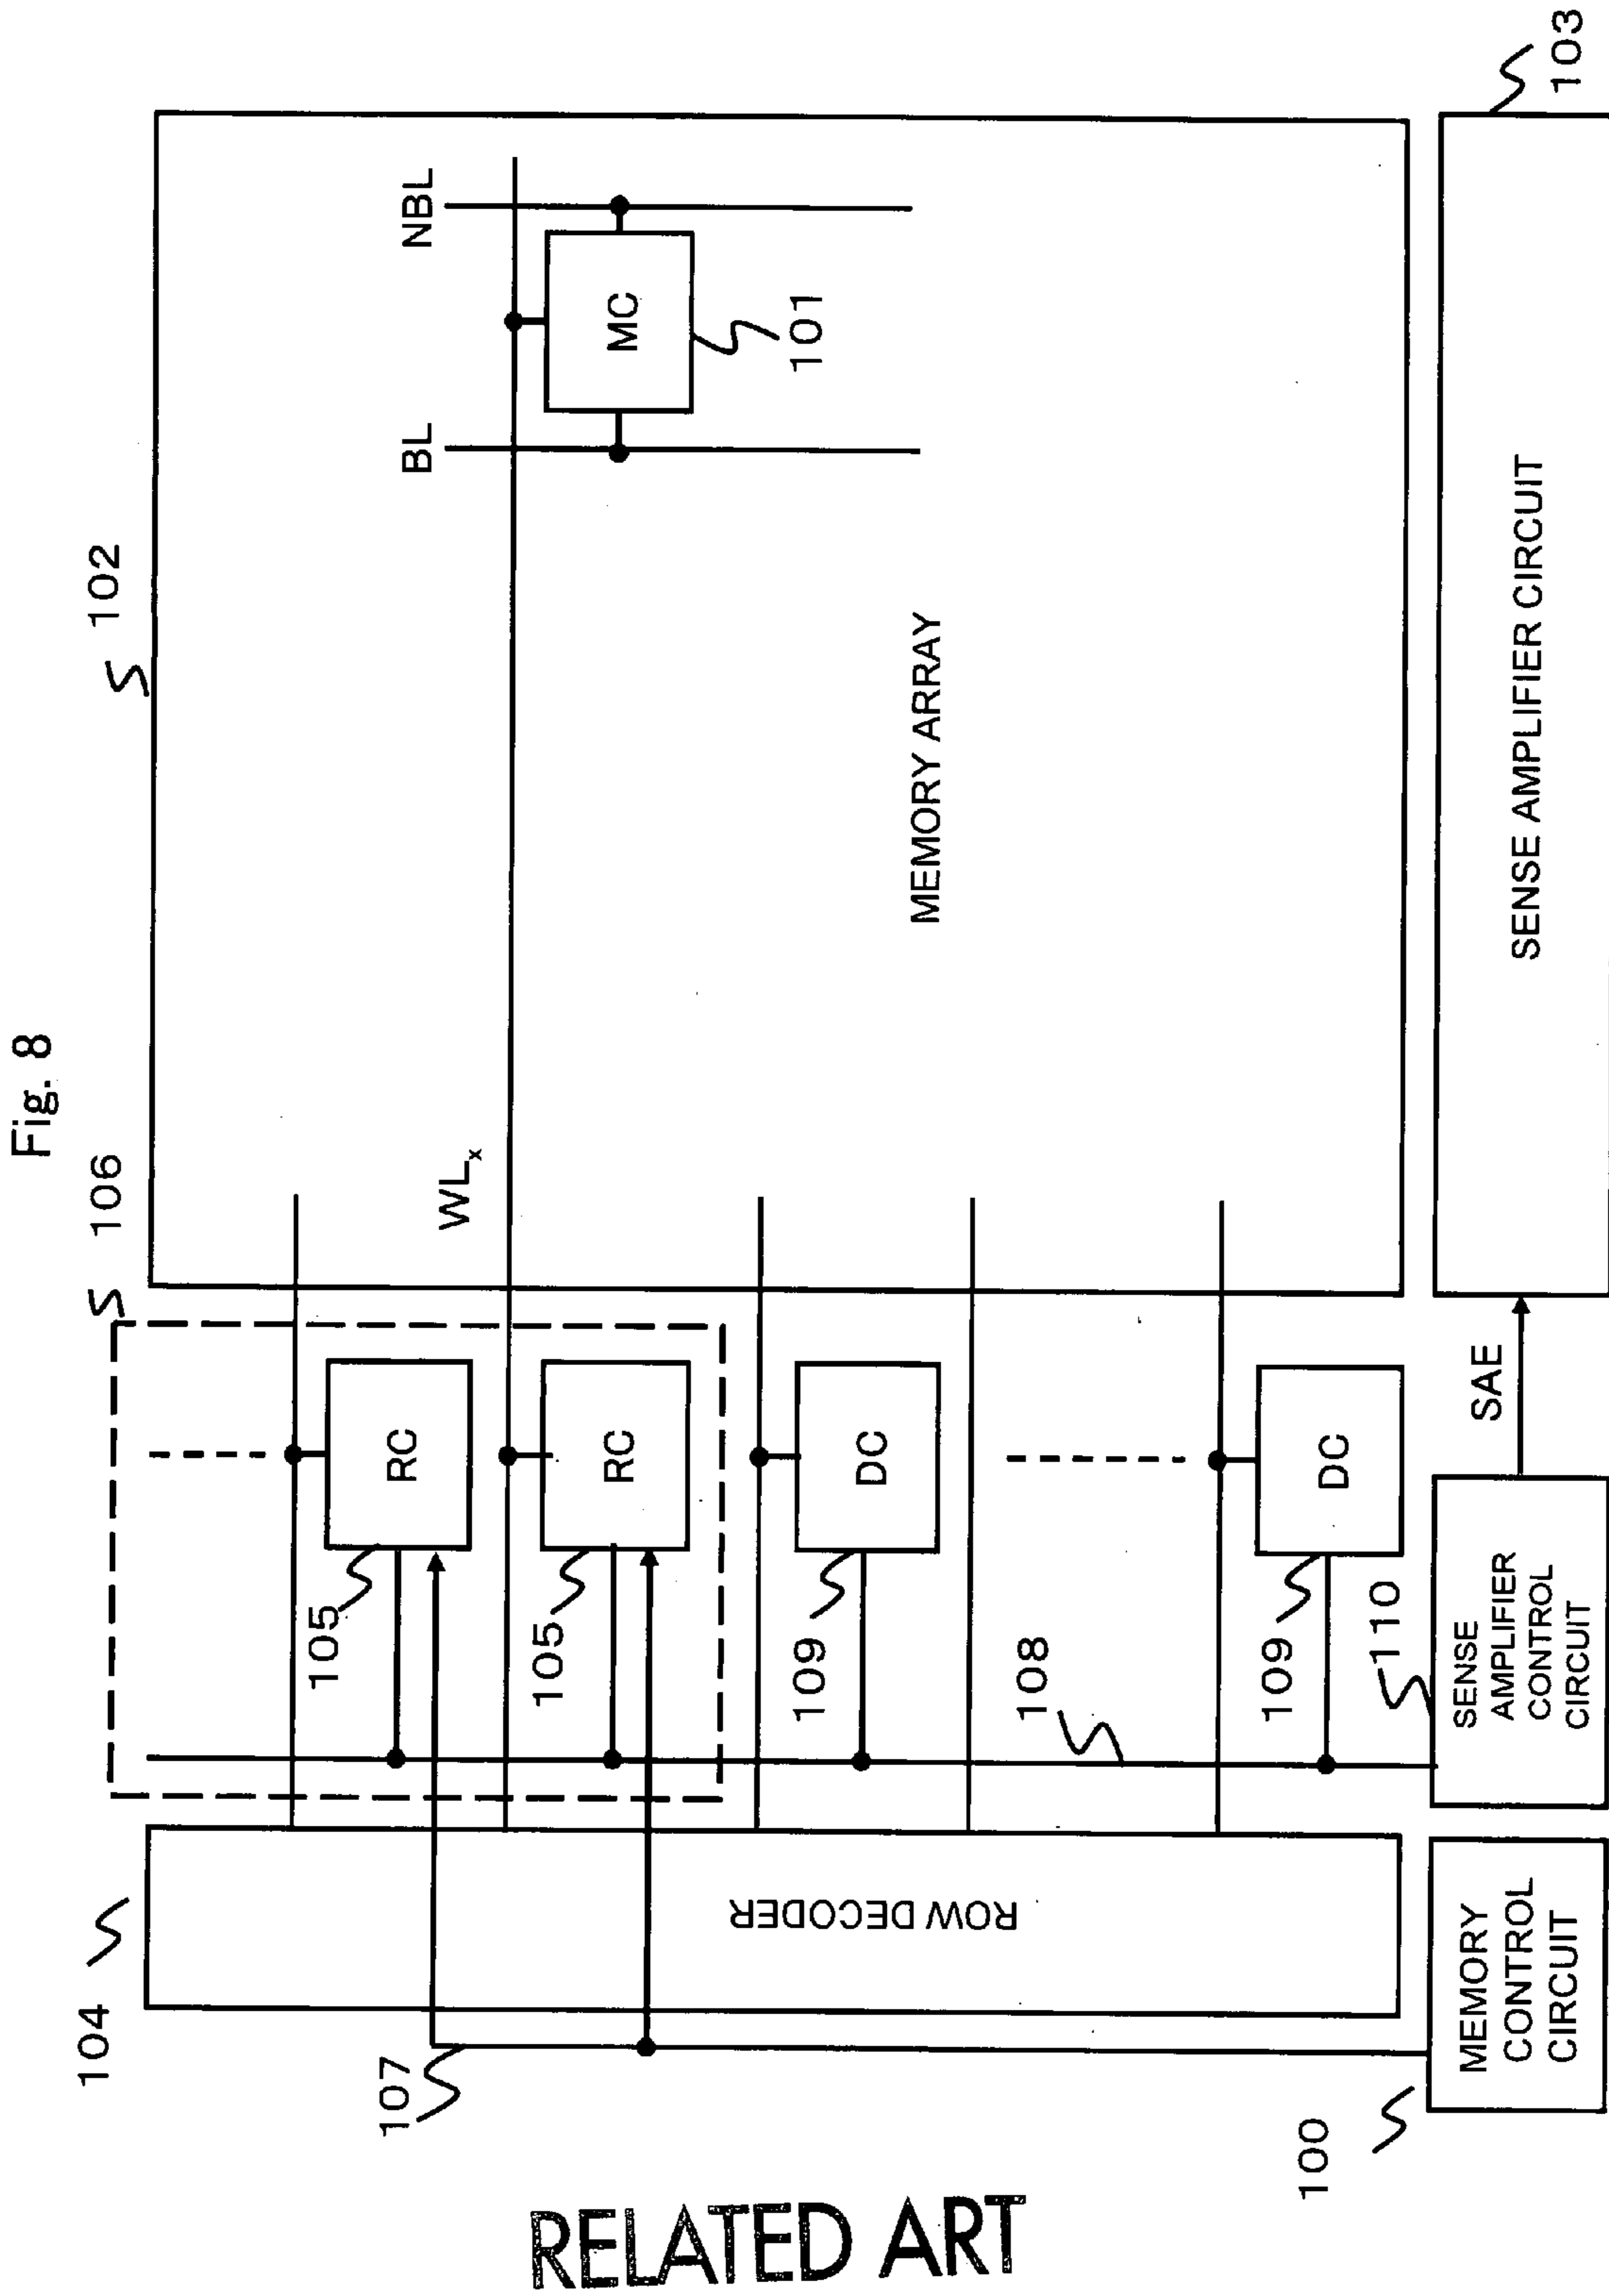 Fig. 8
102
106
104
WLx
BL
NBL
RC
105
107
MC
101
RC
105
ROW DECODER
MEMORY ARRAY
DC
109
108
DC
109
110
100
SAE
103
MEMORY
CONTROL
CIRCUIT
SENSE
AMPLIFIER
CONTROL
CIRCUIT
SENSE AMPLIFIER CIRCUIT
RELATED ART